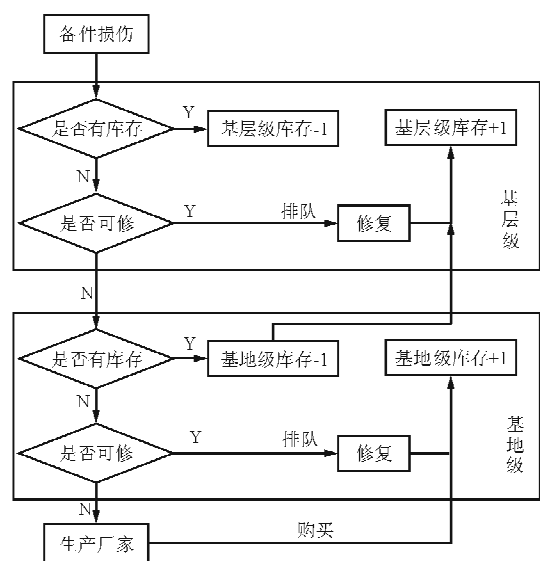 备件损伤
是否有库存
Y
基层级库存-1
基层级库存+1
N
是否可修
Y
排队
修复
基层级
N
是否有库存
Y
基地级库存-1
基地级库存+1
N
是否可修
Y
排队
修复
基地级
N
生产厂家
购买